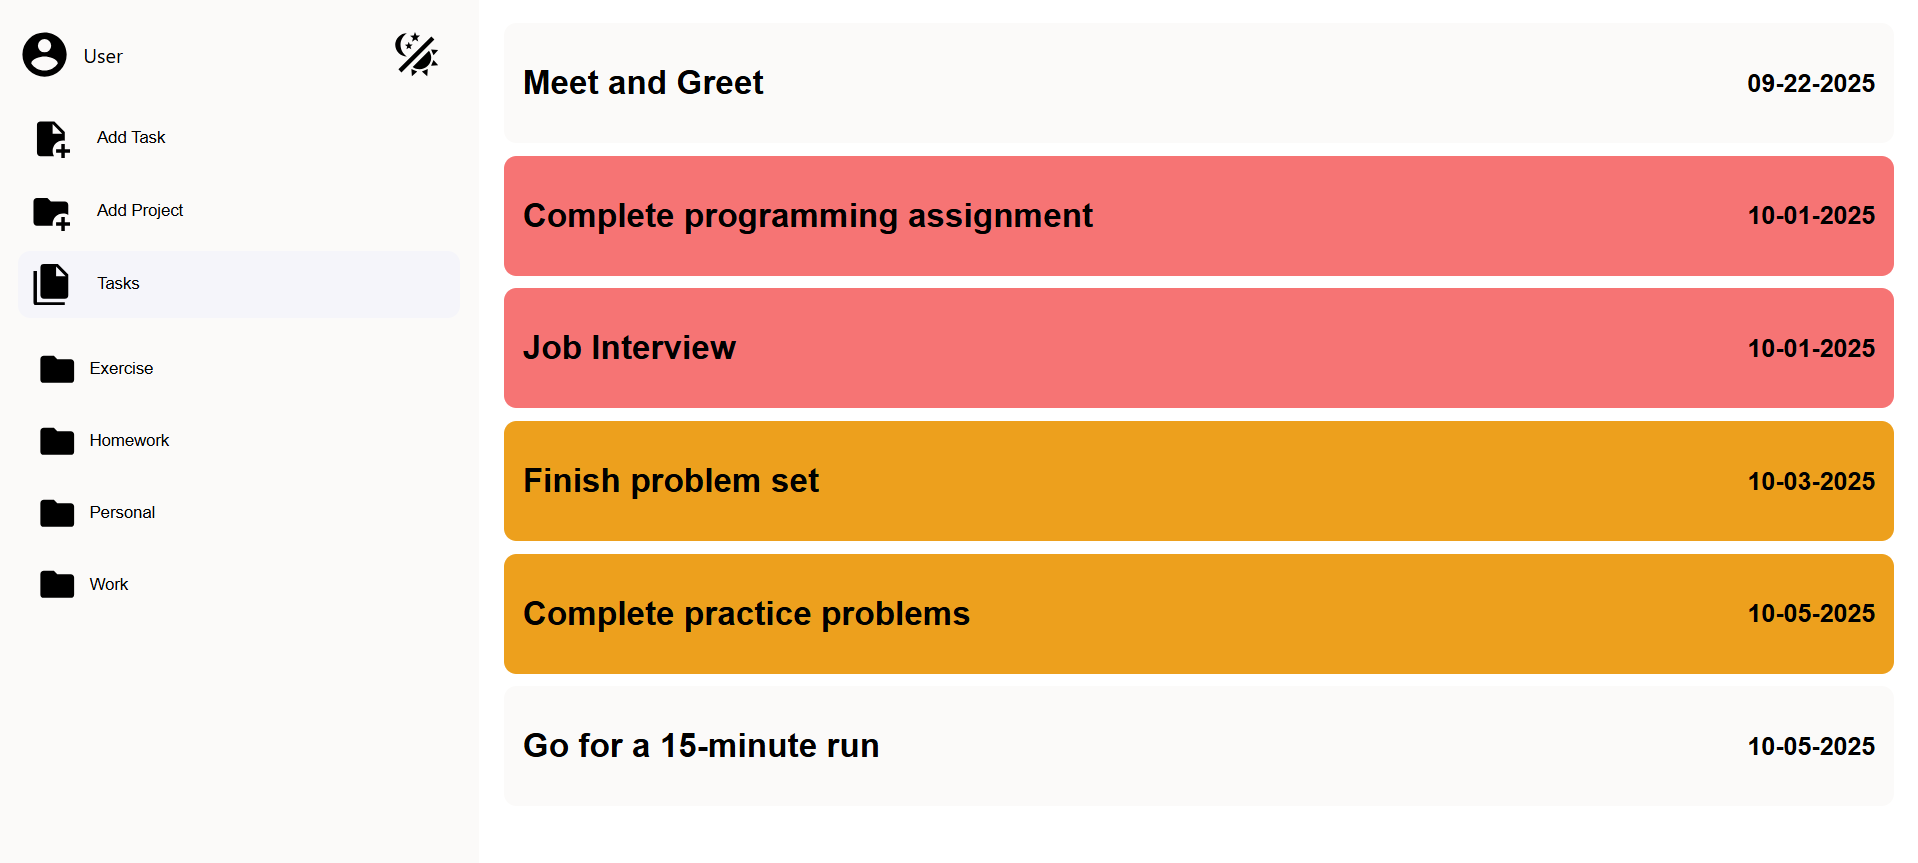 User
Add Task
Add Project
Tasks
Exercise
Homework
Personal
Work
Meet and Greet 09-22-2025
Complete programming assignment 10-01-2025
Job Interview 10-01-2025
Finish problem set 10-03-2025
Complete practice problems 10-05-2025
Go for a 15-minute run 10-05-2025